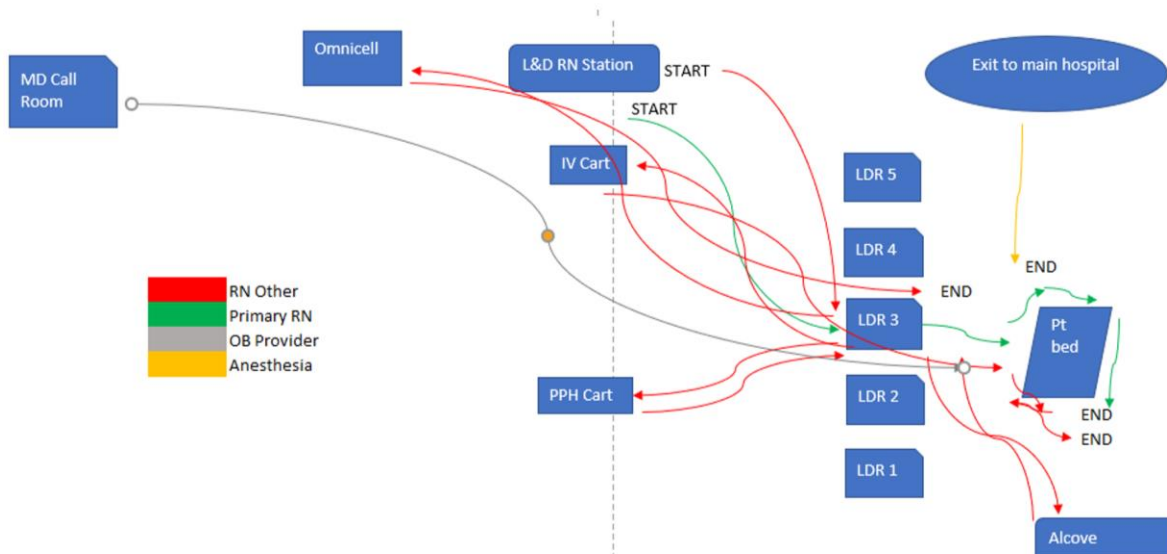 MD Call
Room
Omnicell
L&D RN Station
START
START
Exit to main hospital
IV Cart
LDR 5
LDR 4
END
END
RN Other
Primary RN
OB Provider
Anesthesia
LDR 3
Pt
bed
PPH Cart
LDR 2
END
END
LDR 1
Alcove